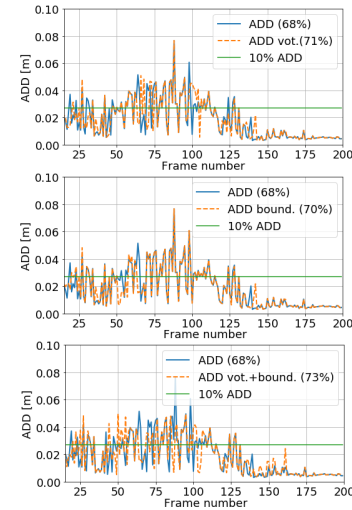 0.10
0.08
0.06
0.04
0.02
0.00
ADD [m]
ADD (68%)
ADD vot.(71%)
10% ADD
25 50 75 100 125 150 175 200
Frame number
0.10
0.08
0.06
0.04
0.02
0.00
ADD [m]
ADD (68%)
ADD bound. (70%)
10% ADD
25 50 75 100 125 150 175 200
Frame number
0.10
0.08
0.06
0.04
0.02
0.00
ADD [m]
ADD (68%)
ADD vot.+bound. (73%)
10% ADD
25 50 75 100 125 150 175 200
Frame number